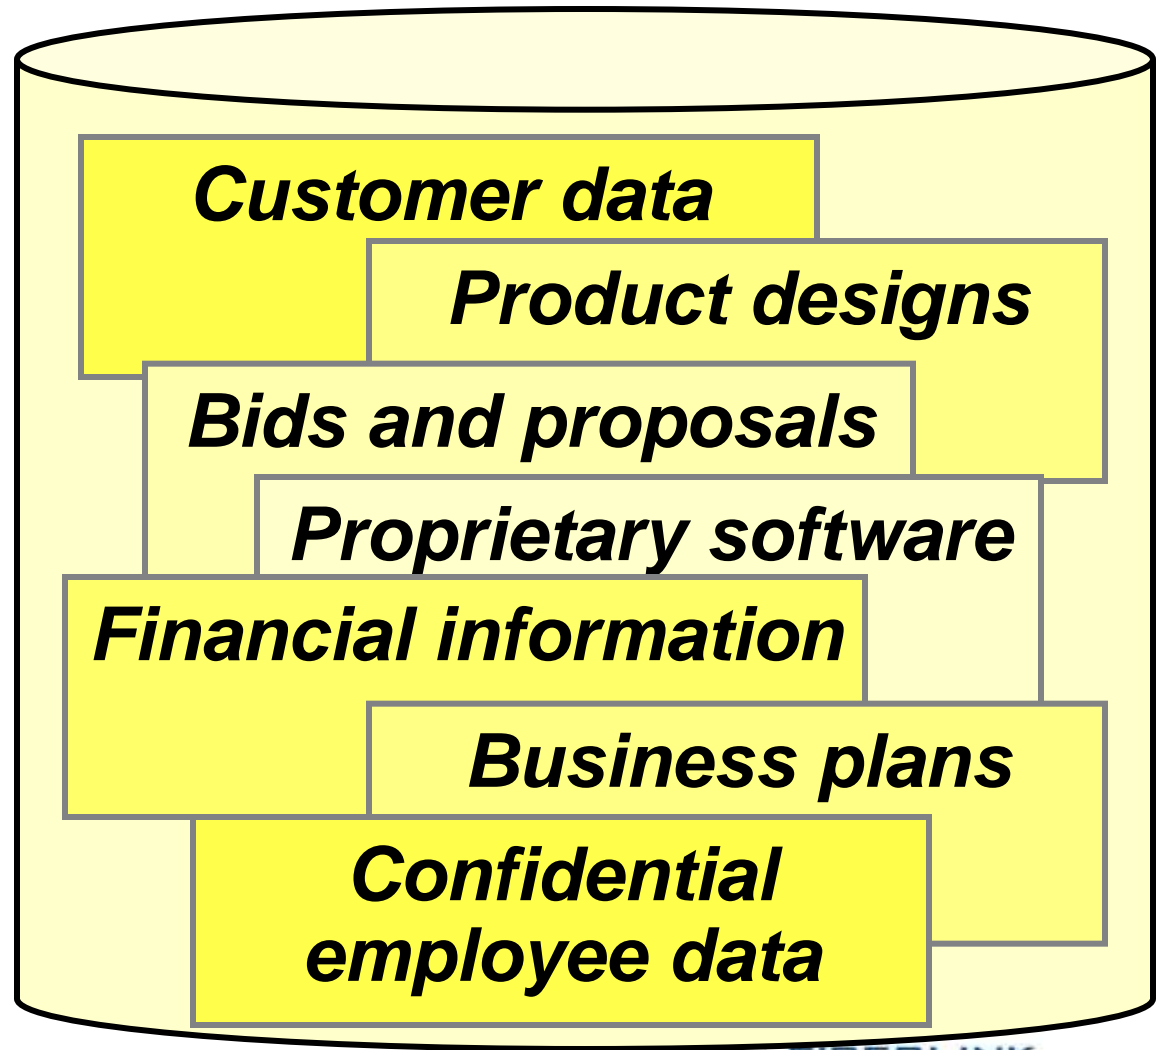 Customer data
Product designs
Bids and proposals
Proprietary software
Financial information
Business plans
Confidential
employee data